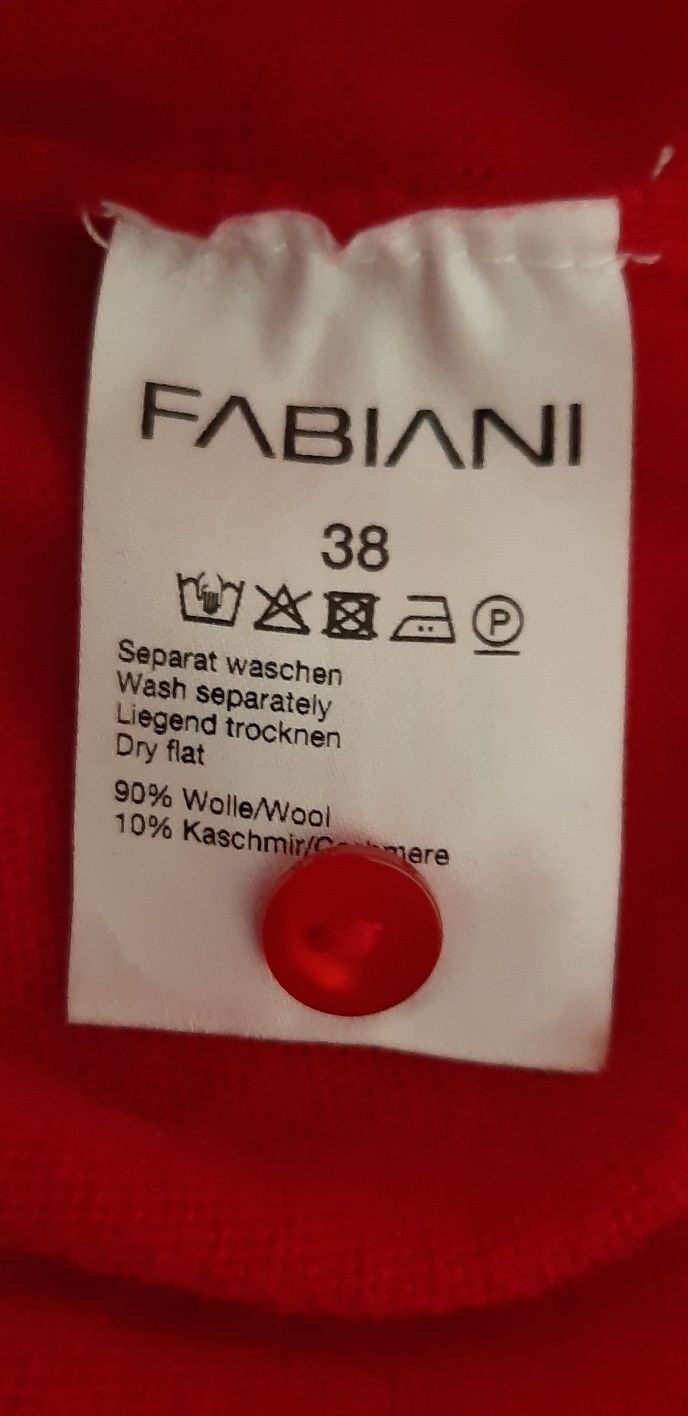 FABIANI
38
P
Separat waschen
Wash separately
Liegend trocknen
Dry flat
90% Wolle/Wool
10% Kaschmir/